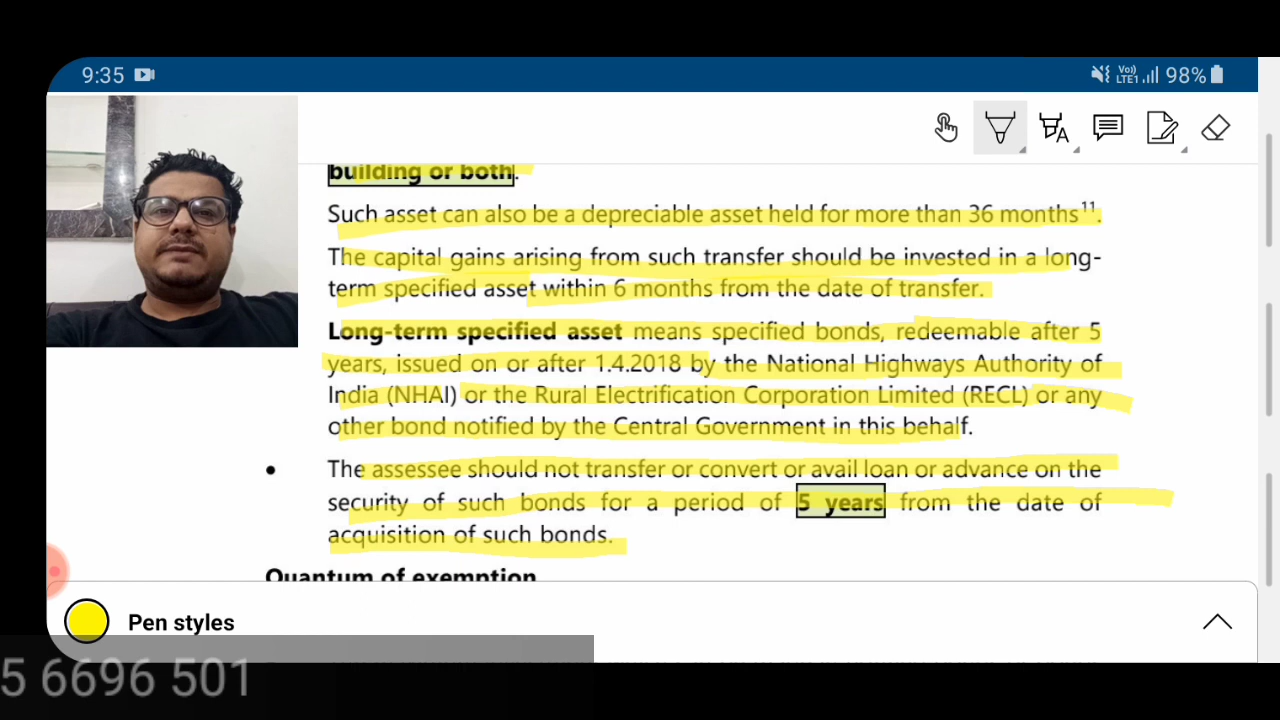 9:35 Vo) LTE1 98%
building or both.
Such asset can also be a depreciable asset held for more than 36 months¹¹.
The capital gains arising from such transfer should be invested in a long-
term specified asset within 6 months from the date of transfer.
Long-term specified asset means specified bonds, redeemable after 5
years, issued on or after 1.4.2018 by the National Highways Authority of
India (NHAI) or the Rural Electrification Corporation Limited (RECL) or any
other bond notified by the Central Government in this behalf.
• The assessee should not transfer or convert or avail loan or advance on the
security of such bonds for a period of 5 years from the date of
acquisition of such bonds.
Quantum of exemption
Pen styles
5 6696 501